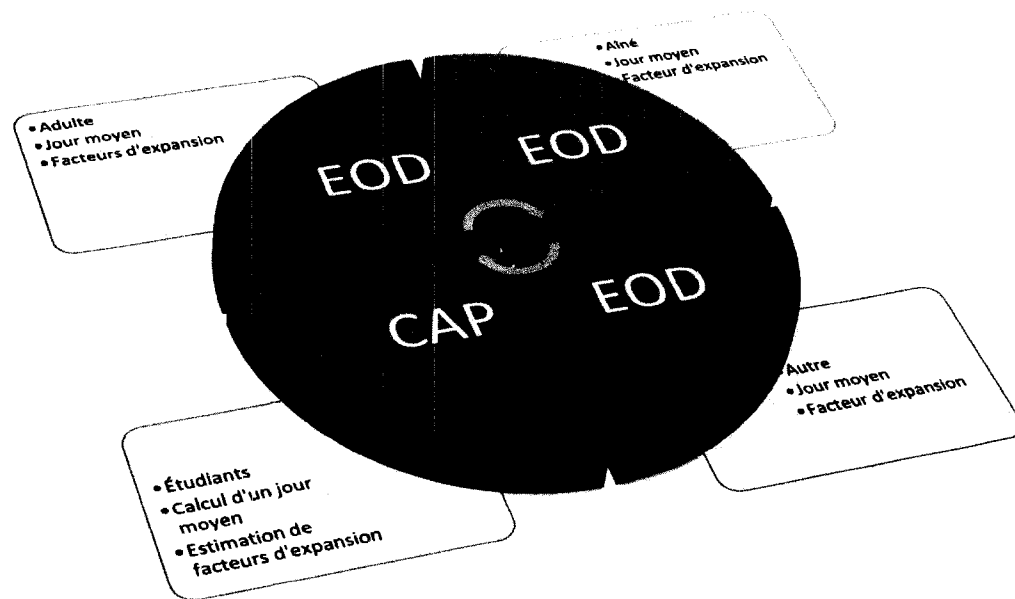 • Adulte
• Jour moyen
• Facteurs d'expansion
• Aîné
• Jour moyen
Facteur d'expansion
EOD
EOD
CAP
EOD
• Étudiants
• Calcul d'un jour
moyen
• Estimation de
facteurs d'expansion
Autre
• Jour moyen
• Facteur d'expansion